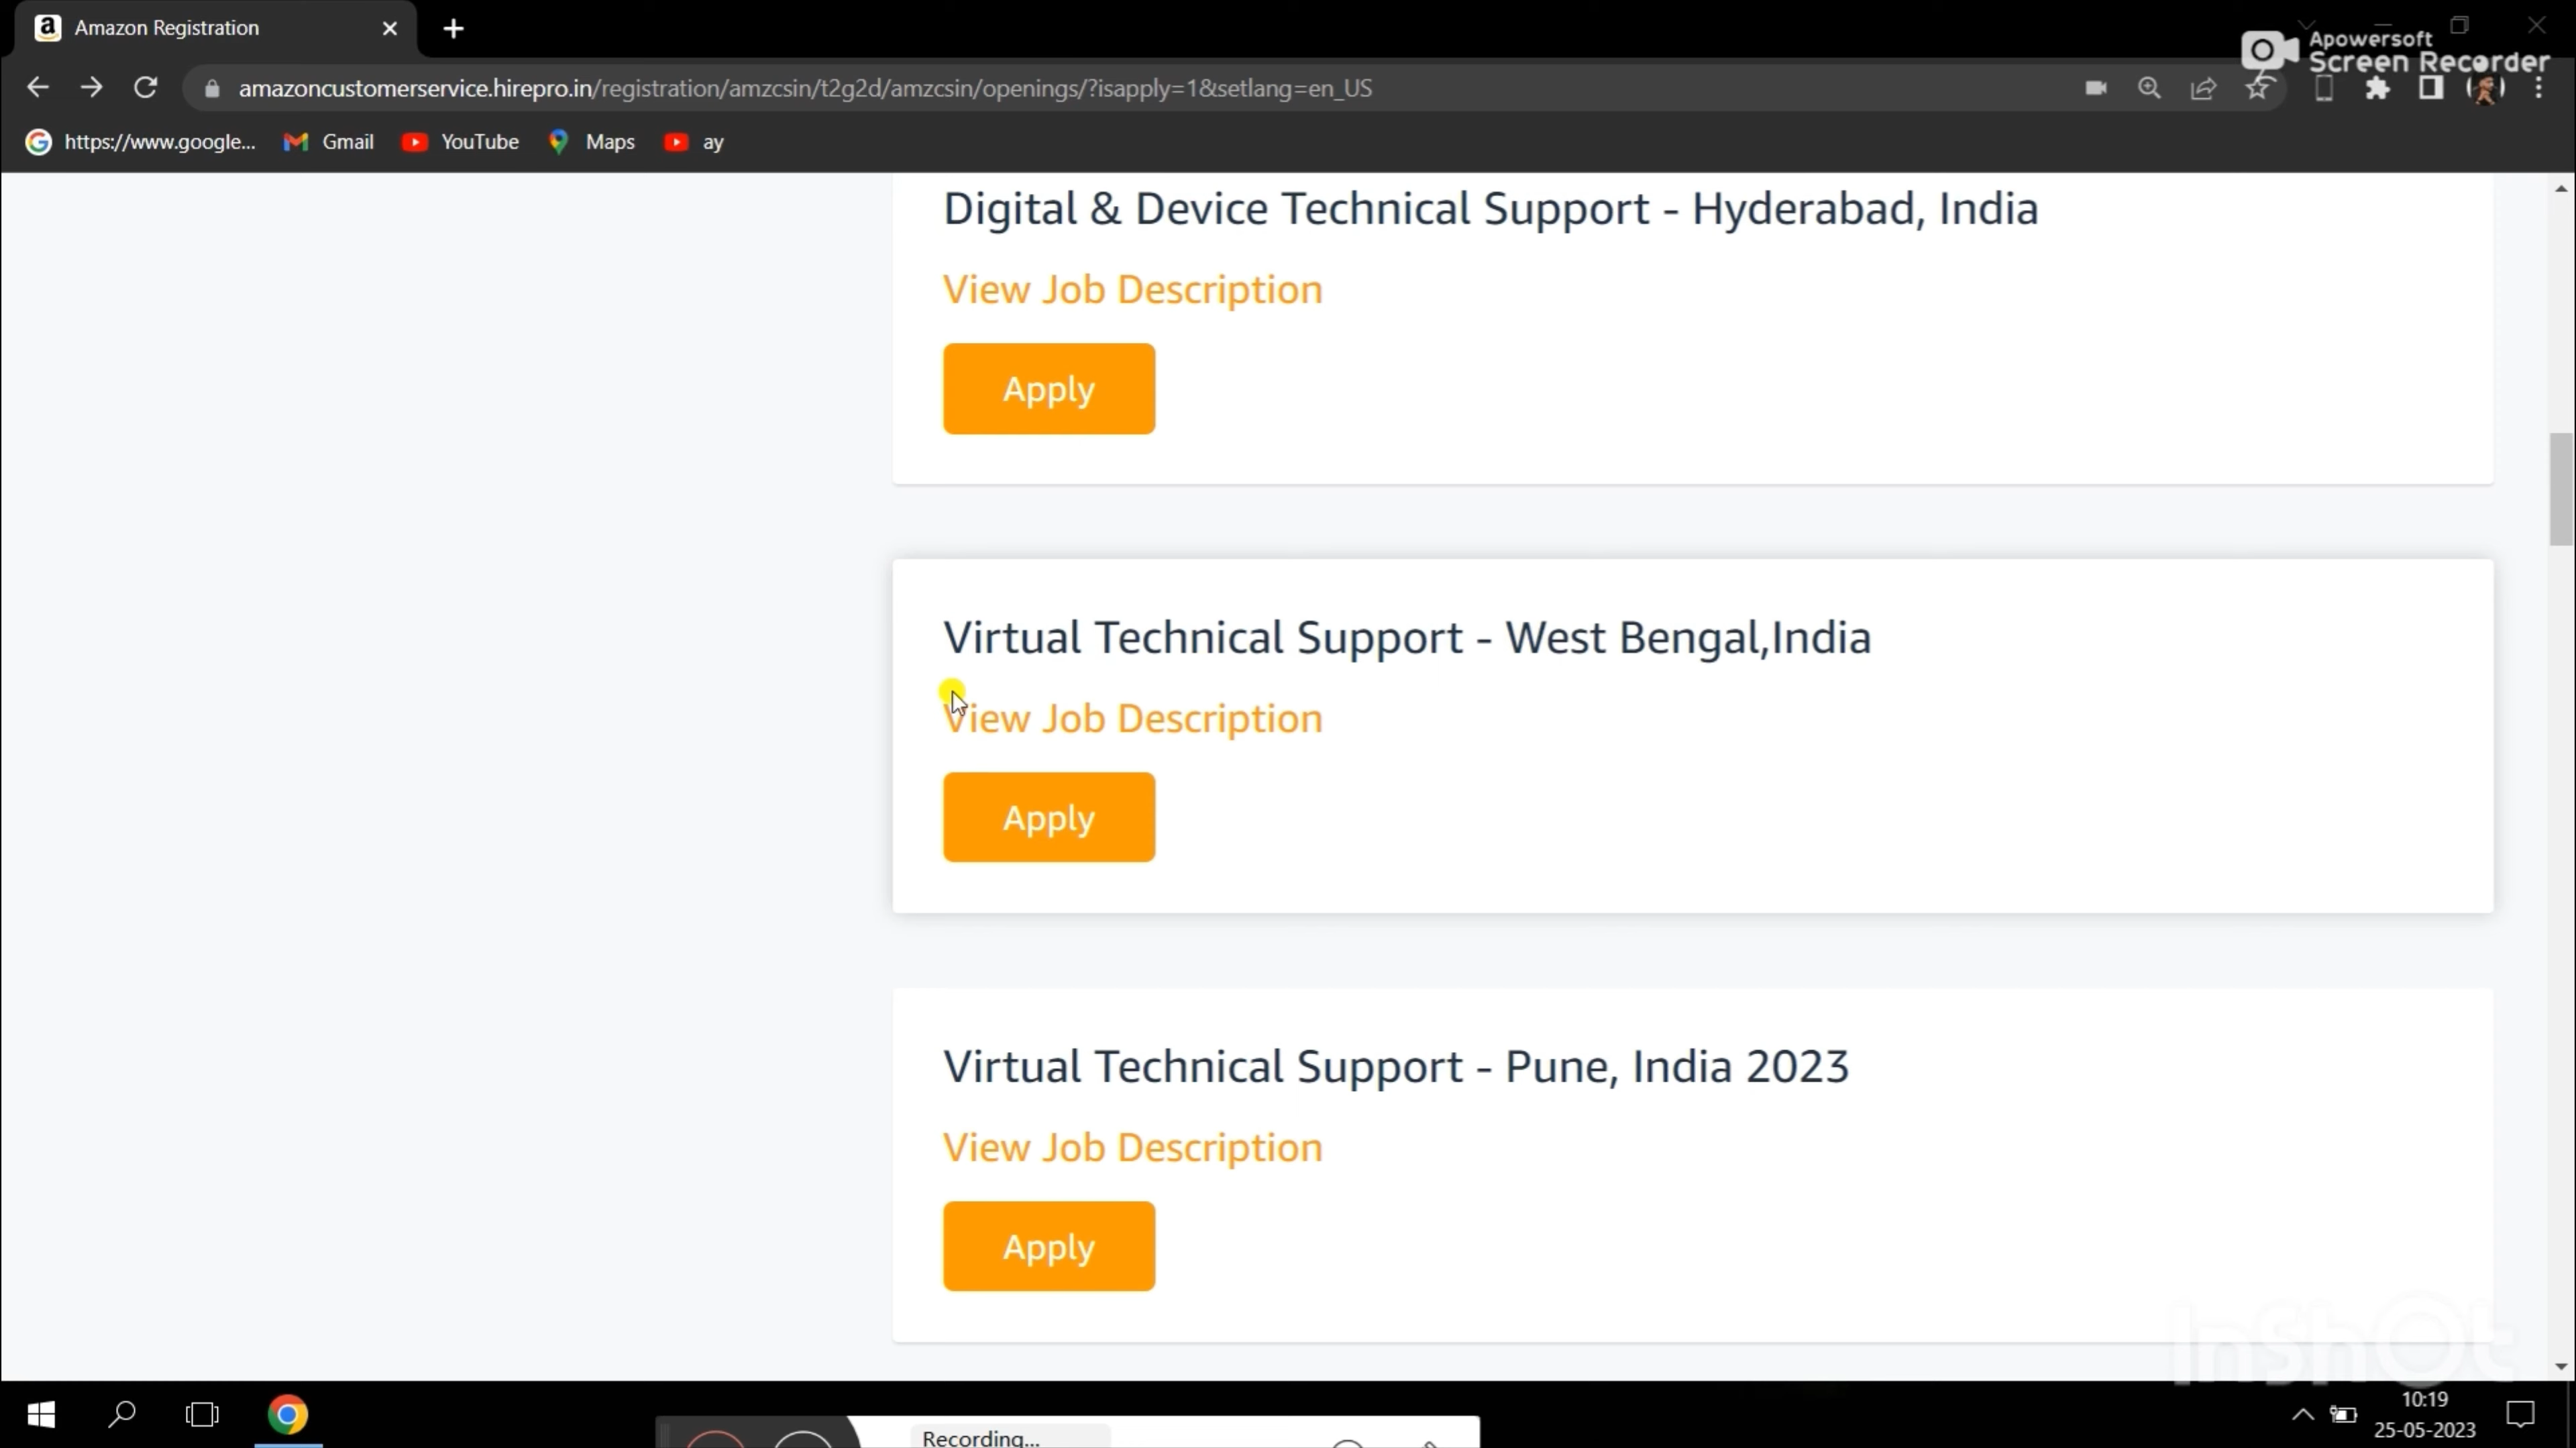 Amazon Registration
Apowersoft
Screen Recorder
amazoncustomerservice.hirepro.in/registration/amzcsin/t2g2d/amzcsin/openings/?isapply=1&setlang=en_US
https://www.google... Gmail YouTube Maps ay
Digital & Device Technical Support - Hyderabad, India
View Job Description
Apply
Virtual Technical Support - West Bengal,India
View Job Description
Apply
Virtual Technical Support - Pune, India 2023
View Job Description
Apply
InShOt
10:19
25-05-2023
Recording...